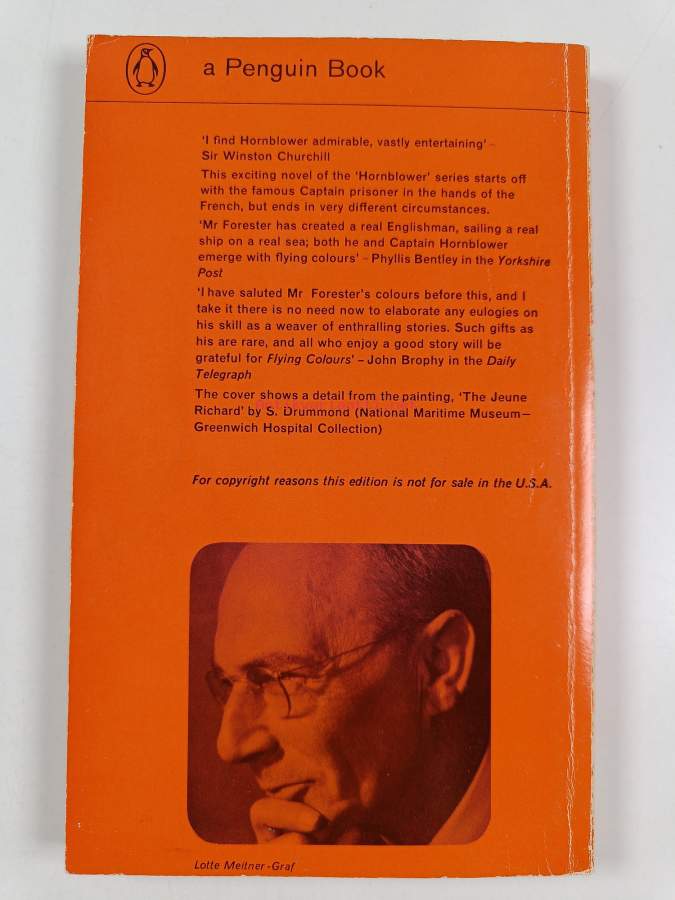 a Penguin Book
'I find Hornblower admirable, vastly entertaining' –
Sir Winston Churchill
This exciting novel of the 'Hornblower' series starts off
with the famous Captain prisoner in the hands of the
French, but ends in very different circumstances.
'Mr Forester has created a real Englishman, sailing a real
ship on a real sea; both he and Captain Hornblower
emerge with flying colours' – Phyllis Bentley in the Yorkshire
Post
'I have saluted Mr Forester's colours before this, and I
take it there is no need now to elaborate any eulogies on
his skill as a weaver of enthralling stories. Such gifts as
his are rare, and all who enjoy a good story will be
grateful for Flying Colours' – John Brophy in the Daily
Telegraph
The cover shows a detail from the painting, 'The Jeune
Richard' by S. Drummond (National Maritime Museum–
Greenwich Hospital Collection)
For copyright reasons this edition is not for sale in the U.S.A.
Lotte Meitner-Graf